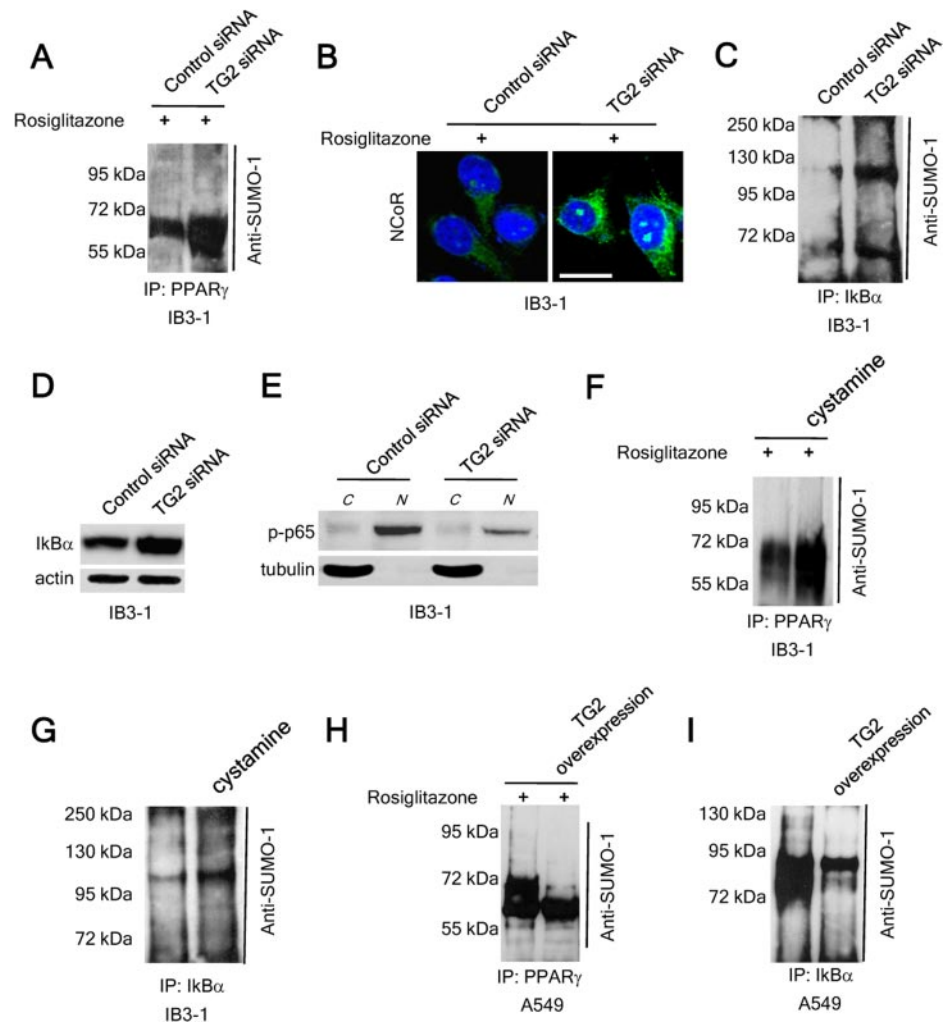 A
Control siRNA
TG2 siRNA
Rosiglitazone + +
95 kDa
72 kDa
55 kDa
Anti-SUMO-1
IP: PPARγ
IB3-1
B
Control siRNA
TG2 siRNA
Rosiglitazone + +
NCoR
IB3-1
C
Control siRNA
TG2 siRNA
250 kDa
130 kDa
95 kDa
72 kDa
Anti-SUMO-1
IP: IkBα
IB3-1
D
Control siRNA
TG2 siRNA
IkBα
actin
IB3-1
E
Control siRNA
TG2 siRNA
C N C N
p-p65
tubulin
IB3-1
F
cystamine
Rosiglitazone + +
95 kDa
72 kDa
55 kDa
Anti-SUMO-1
IP: PPARγ
IB3-1
G
cystamine
250 kDa
130 kDa
95 kDa
72 kDa
Anti-SUMO-1
IP: IkBα
IB3-1
H
TG2
overexpression
Rosiglitazone + +
95 kDa
72 kDa
55 kDa
Anti-SUMO-1
IP: PPARγ
A549
I
TG2
overexpression
130 kDa
95 kDa
72 kDa
Anti-SUMO-1
IP: IkBα
A549